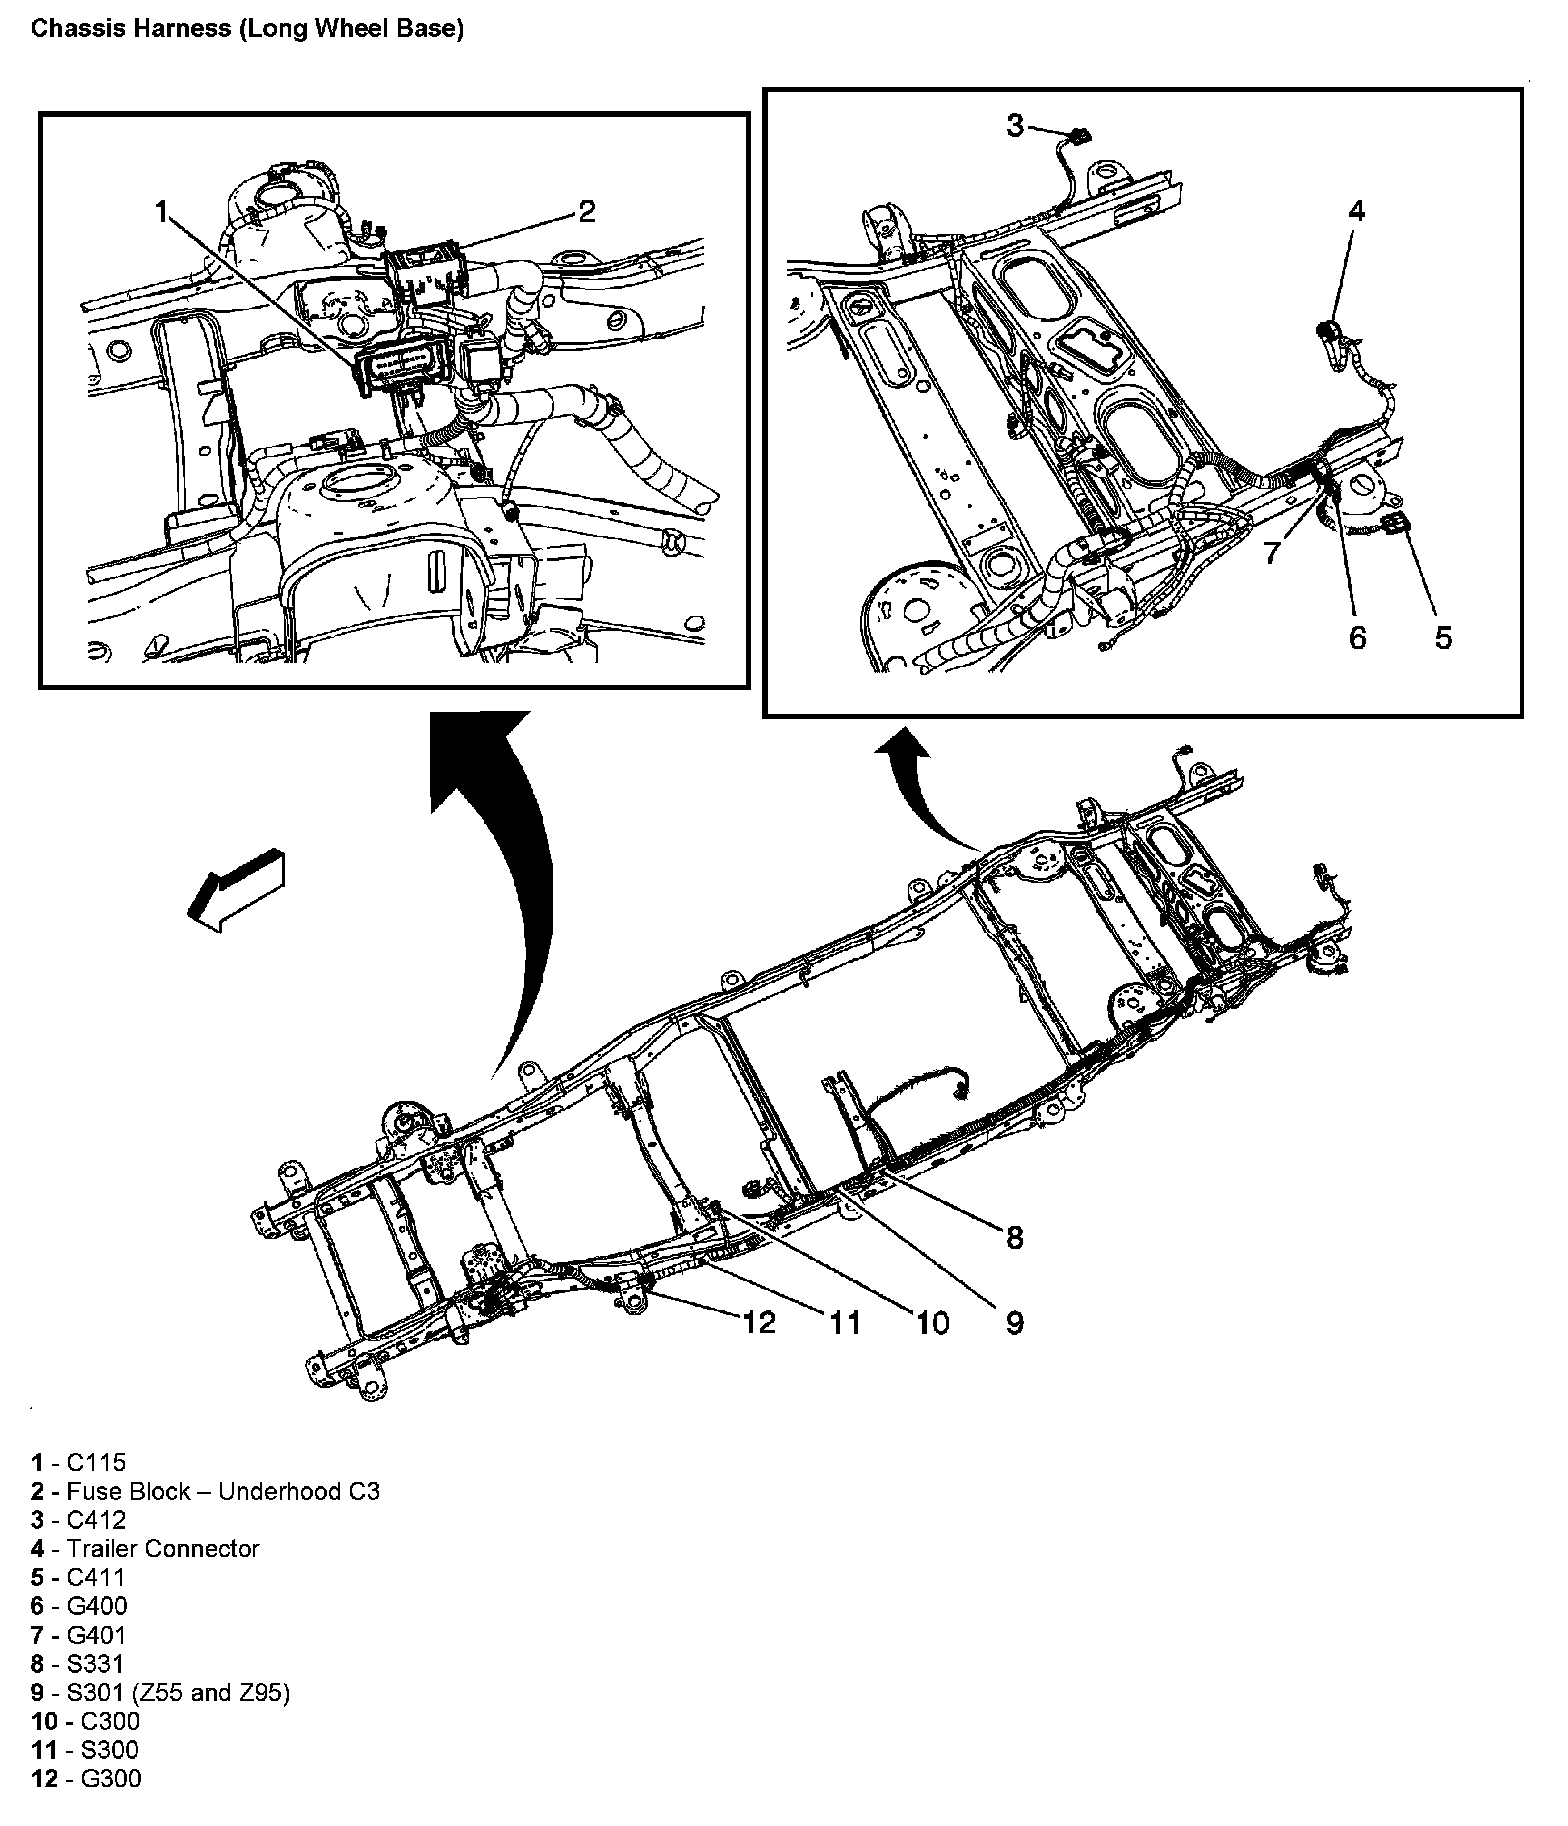 Chassis Harness (Long Wheel Base)
1
2
3
4
7
6
5
8
12
11
10
9
1 - C115
2 - Fuse Block – Underhood C3
3 - C412
4 - Trailer Connector
5 - C411
6 - G400
7 - G401
8 - S331
9 - S301 (Z55 and Z95)
10 - C300
11 - S300
12 - G300